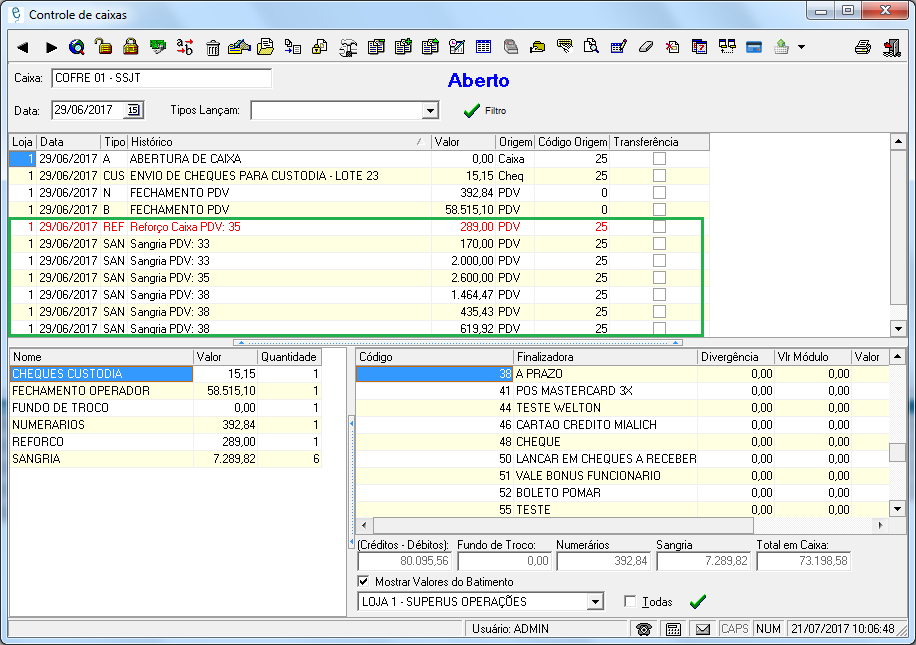 Controle de caixas
Caixa: COFRE 01 - SSJT
Aberto
Data: 29/06/2017 15 Tipos Lançam: Filtro
Loja Data Tipo Histórico / Valor Origem Código Origem Transferência
1 29/06/2017 A ABERTURA DE CAIXA 0,00 Caixa 25
1 29/06/2017 CUS ENVIO DE CHEQUES PARA CUSTODIA - LOTE 23 15,15 Cheq 25
1 29/06/2017 N FECHAMENTO PDV 392,84 PDV 0
1 29/06/2017 B FECHAMENTO PDV 58.515,10 PDV 0
1 29/06/2017 REF Reforço Caixa PDV: 35 289,00 PDV 25
1 29/06/2017 SAN Sangria PDV: 33 170,00 PDV 25
1 29/06/2017 SAN Sangria PDV: 33 2.000,00 PDV 25
1 29/06/2017 SAN Sangria PDV: 35 2.600,00 PDV 25
1 29/06/2017 SAN Sangria PDV: 38 1.464,47 PDV 25
1 29/06/2017 SAN Sangria PDV: 38 435,43 PDV 25
1 29/06/2017 SAN Sangria PDV: 38 619,92 PDV 25
Nome Valor Quantidade
CHEQUES CUSTODIA 15,15 1
FECHAMENTO OPERADOR 58.515,10 1
FUNDO DE TROCO 0,00 1
NUMERARIOS 392,84 1
REFORCO 289,00 1
SANGRIA 7.289,82 6
Código Finalizadora Divergência Vlr Módulo Valor
38 A PRAZO 0,00 0,00
41 POS MASTERCARD 3X 0,00 0,00
44 TESTE WELTON 0,00 0,00
46 CARTAO CREDITO MIALICH 0,00 0,00
48 CHEQUE 0,00 0,00
50 LANCAR EM CHEQUES A RECEBER 0,00 0,00
51 VALE BONUS FUNCIONARIO 0,00 0,00
52 BOLETO POMAR 0,00 0,00
55 TESTE 0,00 0,00
(Créditos - Débitos): Fundo de Troco: Numerários Sangria Total em Caixa:
80.095,56 0,00 392,84 7.289,82 73.198,58
Mostrar Valores do Batimento
LOJA 1 - SUPERUS OPERAÇÕES Todas
Usuário: ADMIN CAPS NUM 21/07/2017 10:06:48